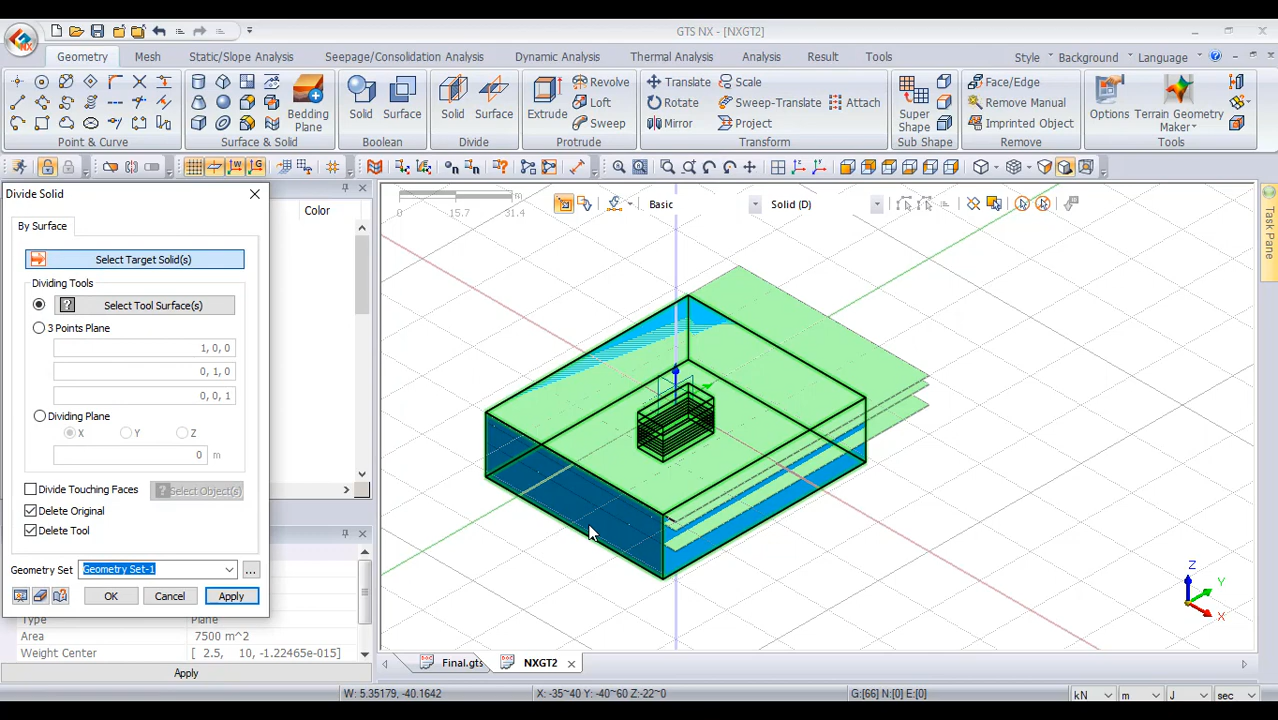 GTS NX - [NXGT2]
Geometry Mesh Static/Slope Analysis Seepage/Consolidation Analysis Dynamic Analysis Thermal Analysis Analysis Result Tools Style Background Language
Point & Curve
Bedding Plane
Surface & Solid
Solid Surface
Boolean
Solid Surface
Divide
Extrude Revolve Loft Sweep
Protrude
Translate Scale
Rotate Sweep-Translate Attach
Mirror Project
Transform
Super Shape
Sub Shape
Face/Edge
Remove Manual
Imprinted Object
Remove
Options Terrain Geometry Maker
Tools
Divide Solid
By Surface
Select Target Solid(s)
Dividing Tools
Select Tool Surface(s)
3 Points Plane
1, 0, 0
0, 1, 0
0, 0, 1
Dividing Plane
X Y Z
0 m
Divide Touching Faces Select Object(s)
Delete Original
Delete Tool
Geometry Set Geometry Set-1 ...
OK Cancel Apply
Color
Type Plane
Area 7500 m^2
Weight Center [ 2.5, 10, -1.22465e-015]
Apply
0 15.7 31.4
Basic Solid (D)
Task Pane
Z
Y
X
Final.gts NXGT2
W: 5.35179, -40.1642 X: -35~40 Y: -40~60 Z:-22~0 G:[66] N:[0] E:[0] kN m J sec